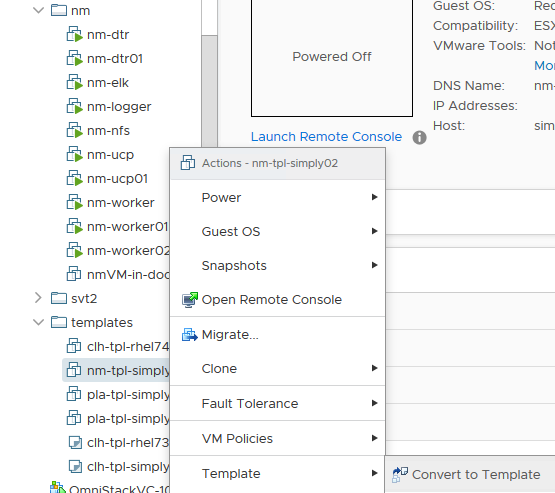 nm
nm-dtr
nm-dtr01
nm-elk
nm-logger
nm-nfs
nm-ucp
nm-ucp01
nm-worker
nm-worker01
nm-worker02
nmVM-in-doc
svt2
templates
clh-tpl-rhel74
nm-tpl-simply
pla-tpl-simply
pla-tpl-simply
clh-tpl-rhel73
clh-tpl-simply
OmniStackVC-10
Powered Off
Launch Remote Console
Guest OS: Red
Compatibility: ESX
VMware Tools: Not
Mor
DNS Name: nm-
IP Addresses:
Host: sim
Actions - nm-tpl-simply02
Power
Guest OS
Snapshots
Open Remote Console
Migrate...
Clone
Fault Tolerance
VM Policies
Template
Convert to Template